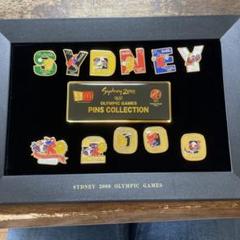 SYDNEY
Sydney 2000
OLYMPIC GAMES
PINS COLLECTION
2000
SYDNEY 2000 OLYMPIC GAMES